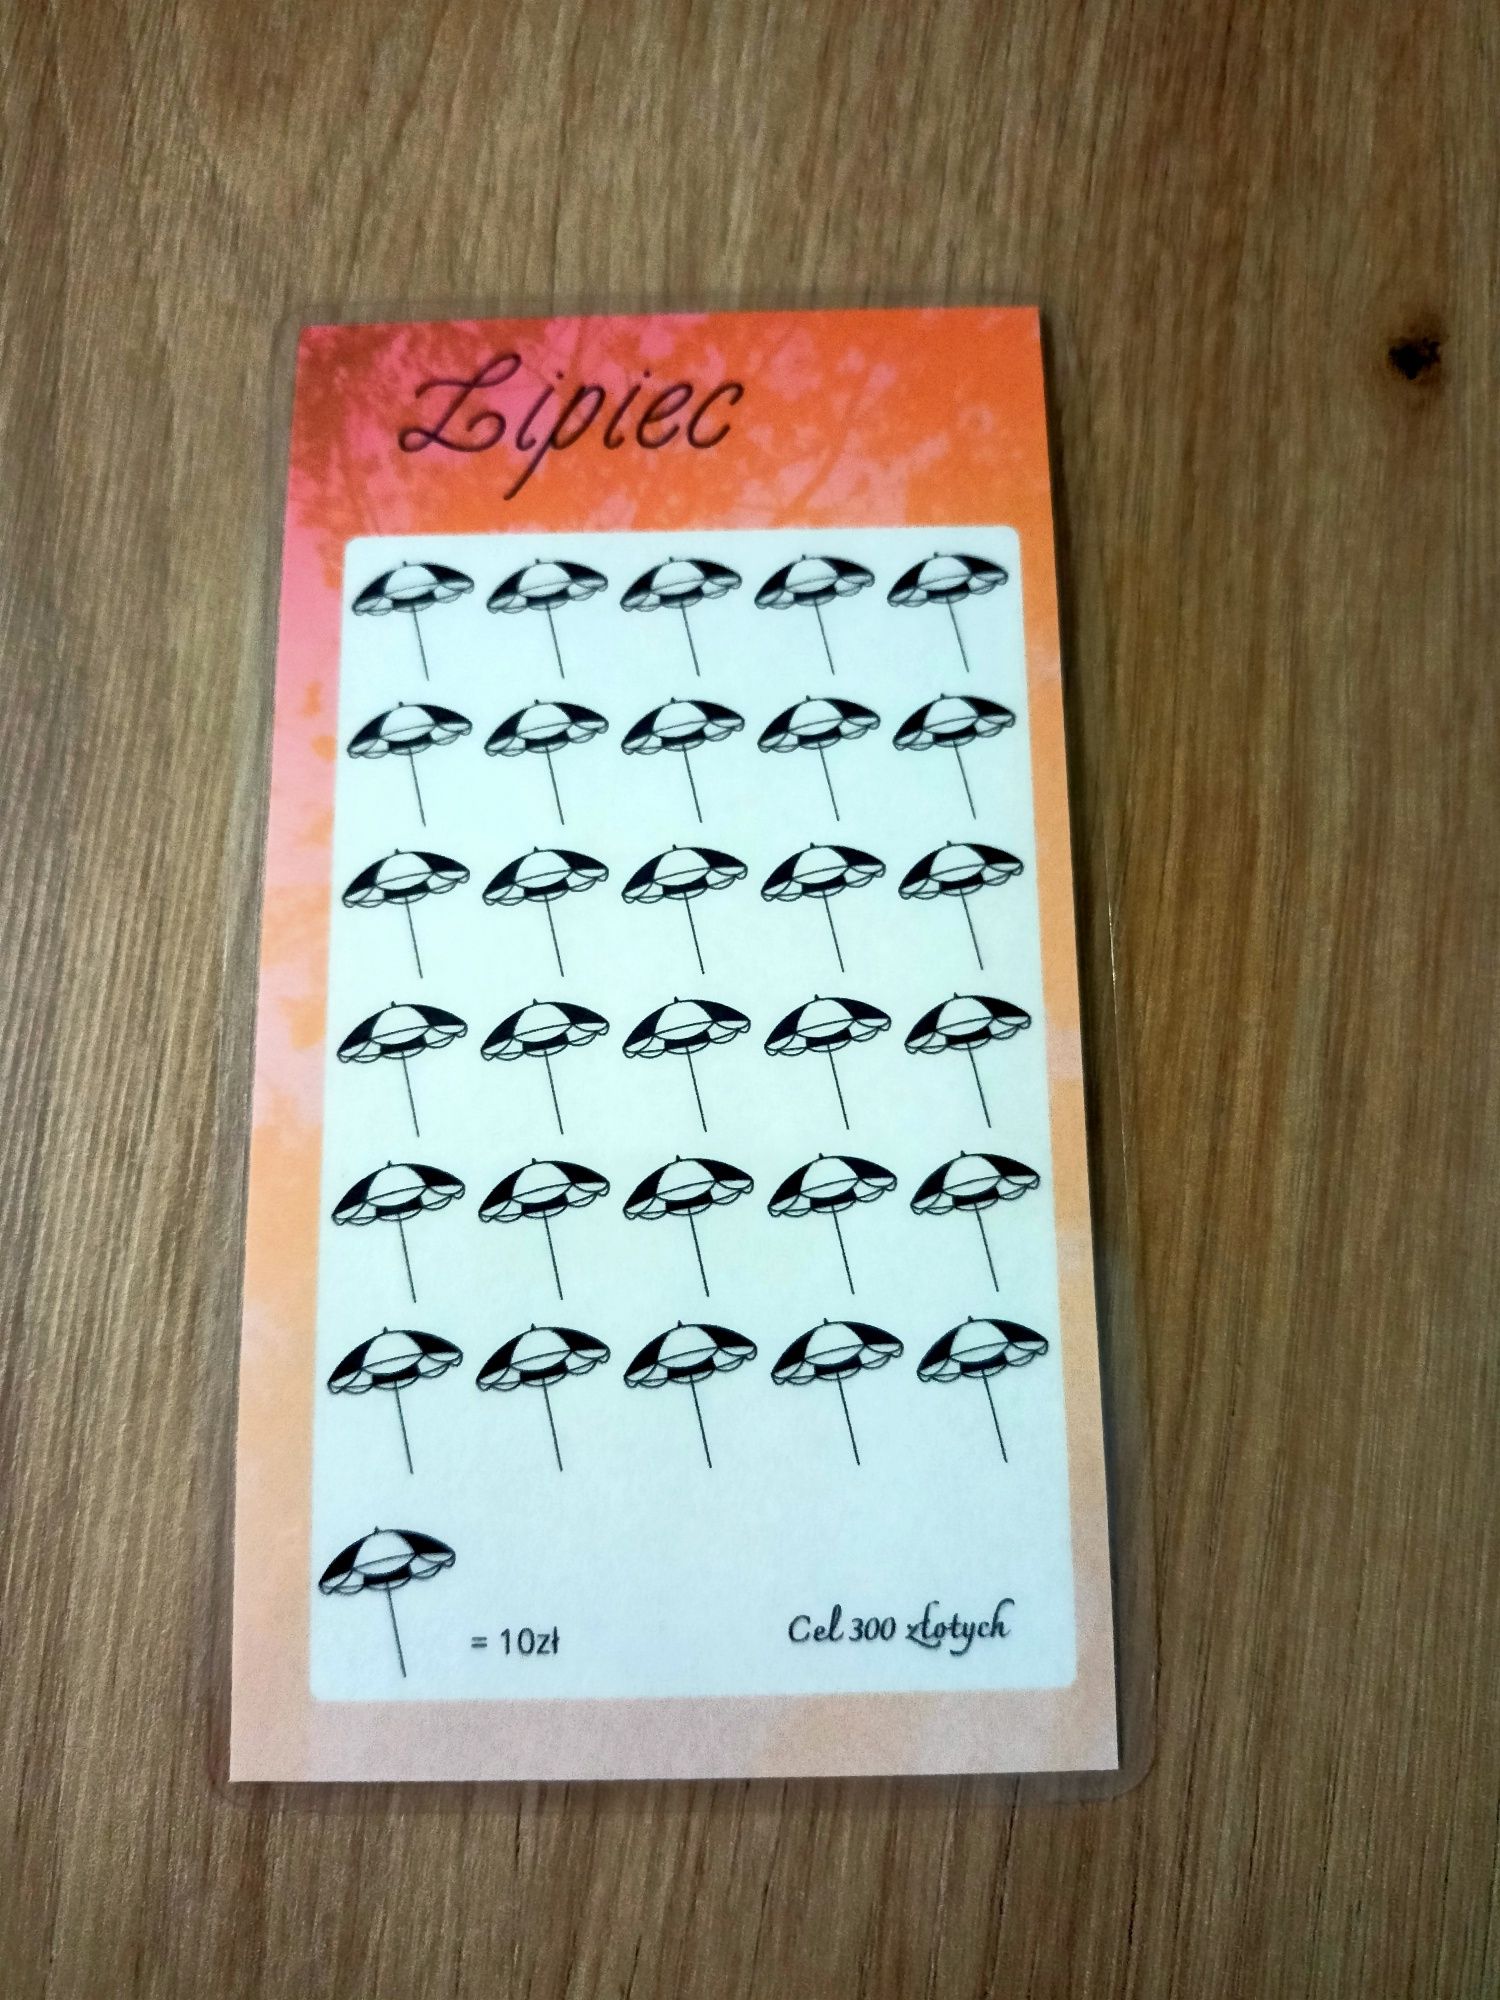 Lipiec
= 10zł
Cel 300 złotych